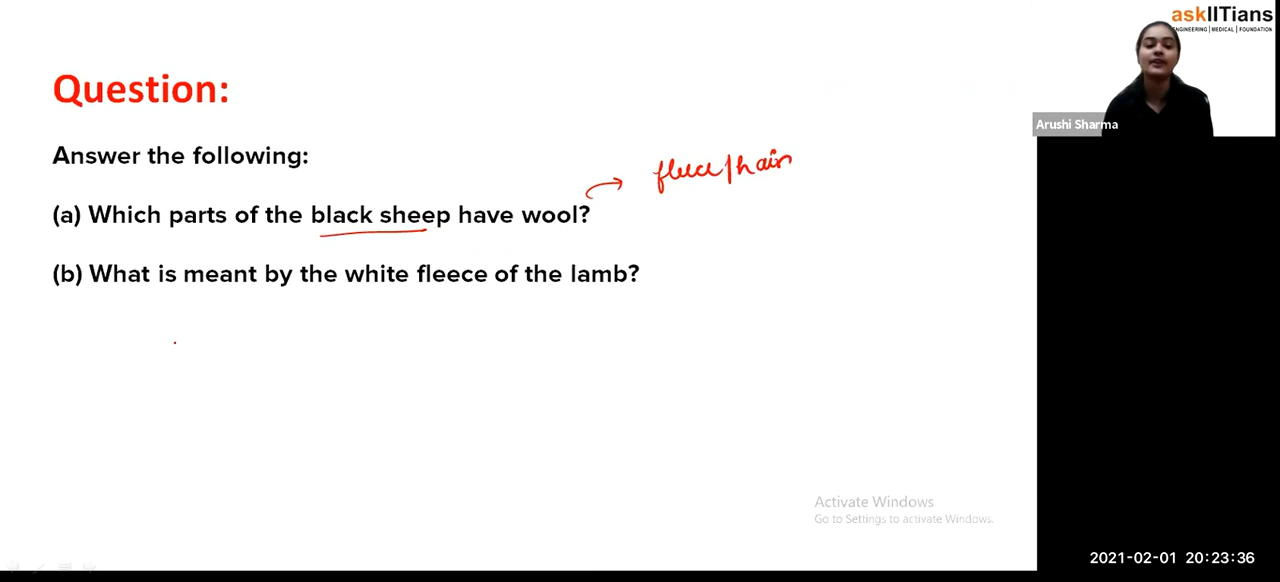 askIITians
ENGINEERING | MEDICAL | FOUNDATION
Question:
Arushi Sharma
Answer the following:
fleece/hair
(a) Which parts of the black sheep have wool?
(b) What is meant by the white fleece of the lamb?
Activate Windows
Go to Settings to activate Windows.
2021-02-01 20:23:36